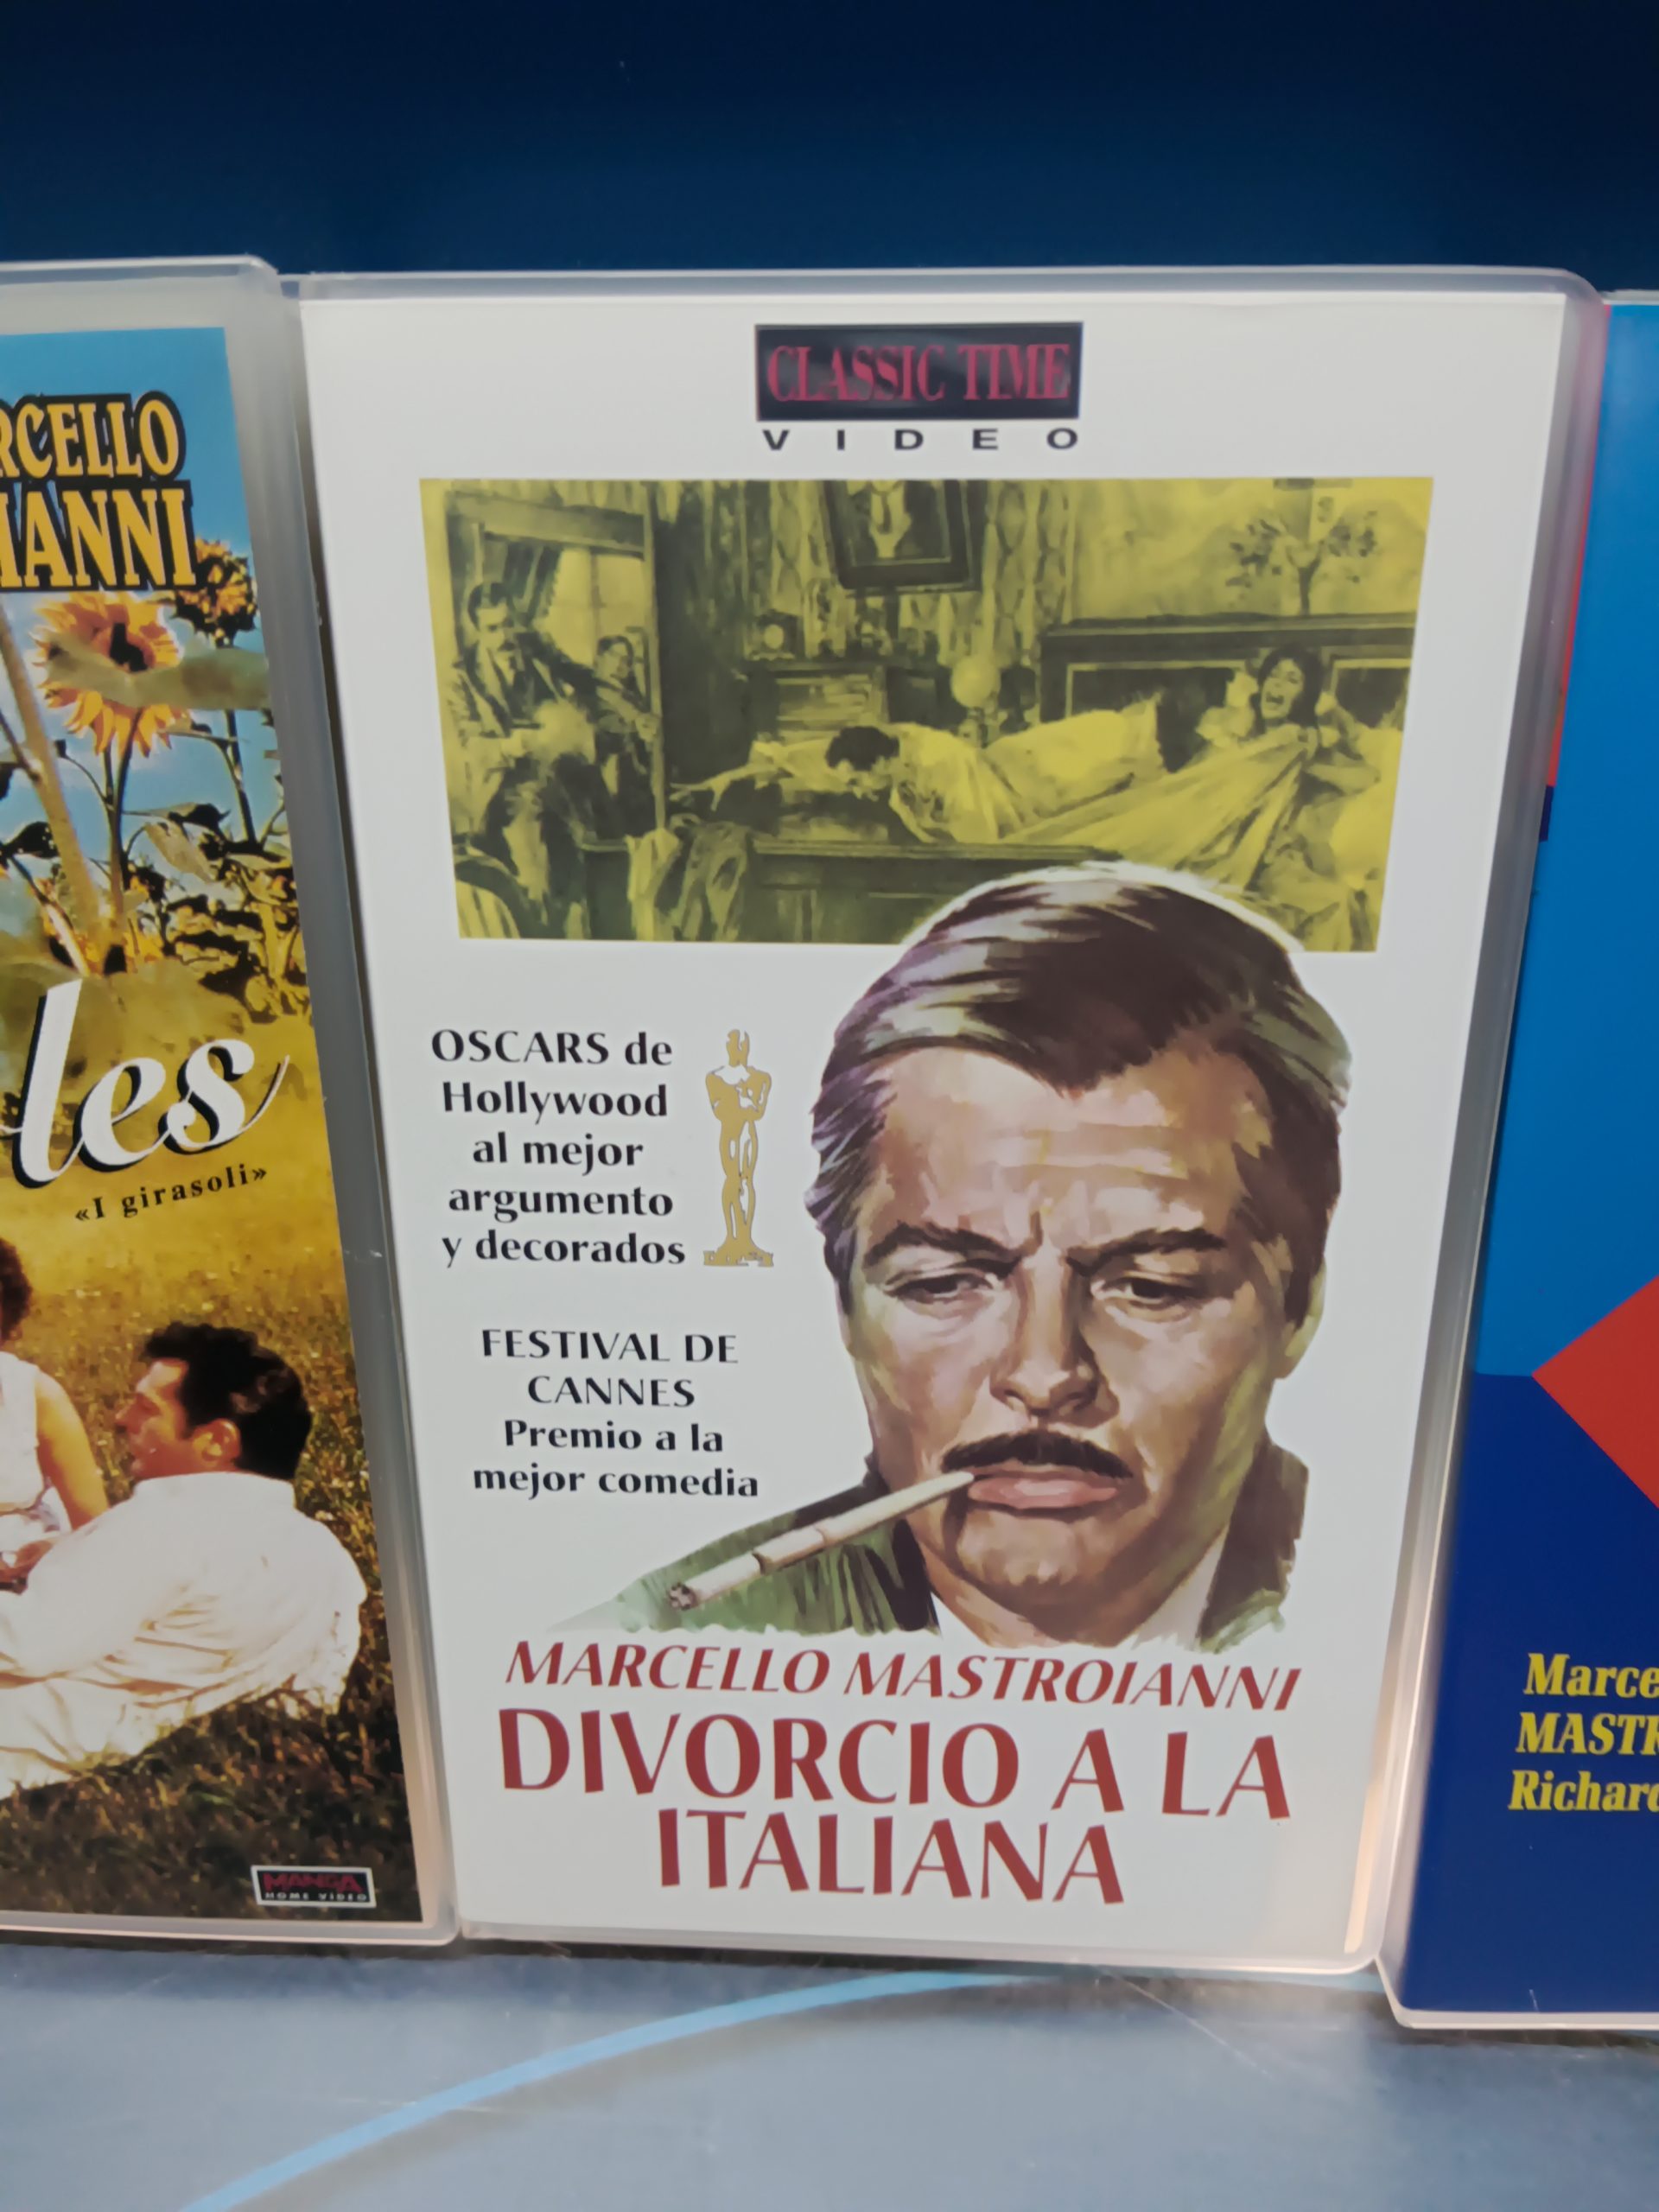 CLASSIC TIME
VIDEO
OSCARS de
Hollywood
al mejor
argumento
y decorados
FESTIVAL DE
CANNES
Premio a la
mejor comedia
MARCELLO MASTROIANNI
DIVORCIO A LA
ITALIANA
RCELLO
IANNI
les
«I girasoli»
MANGA
HOME VIDEO
Marce
MASTR
Richard